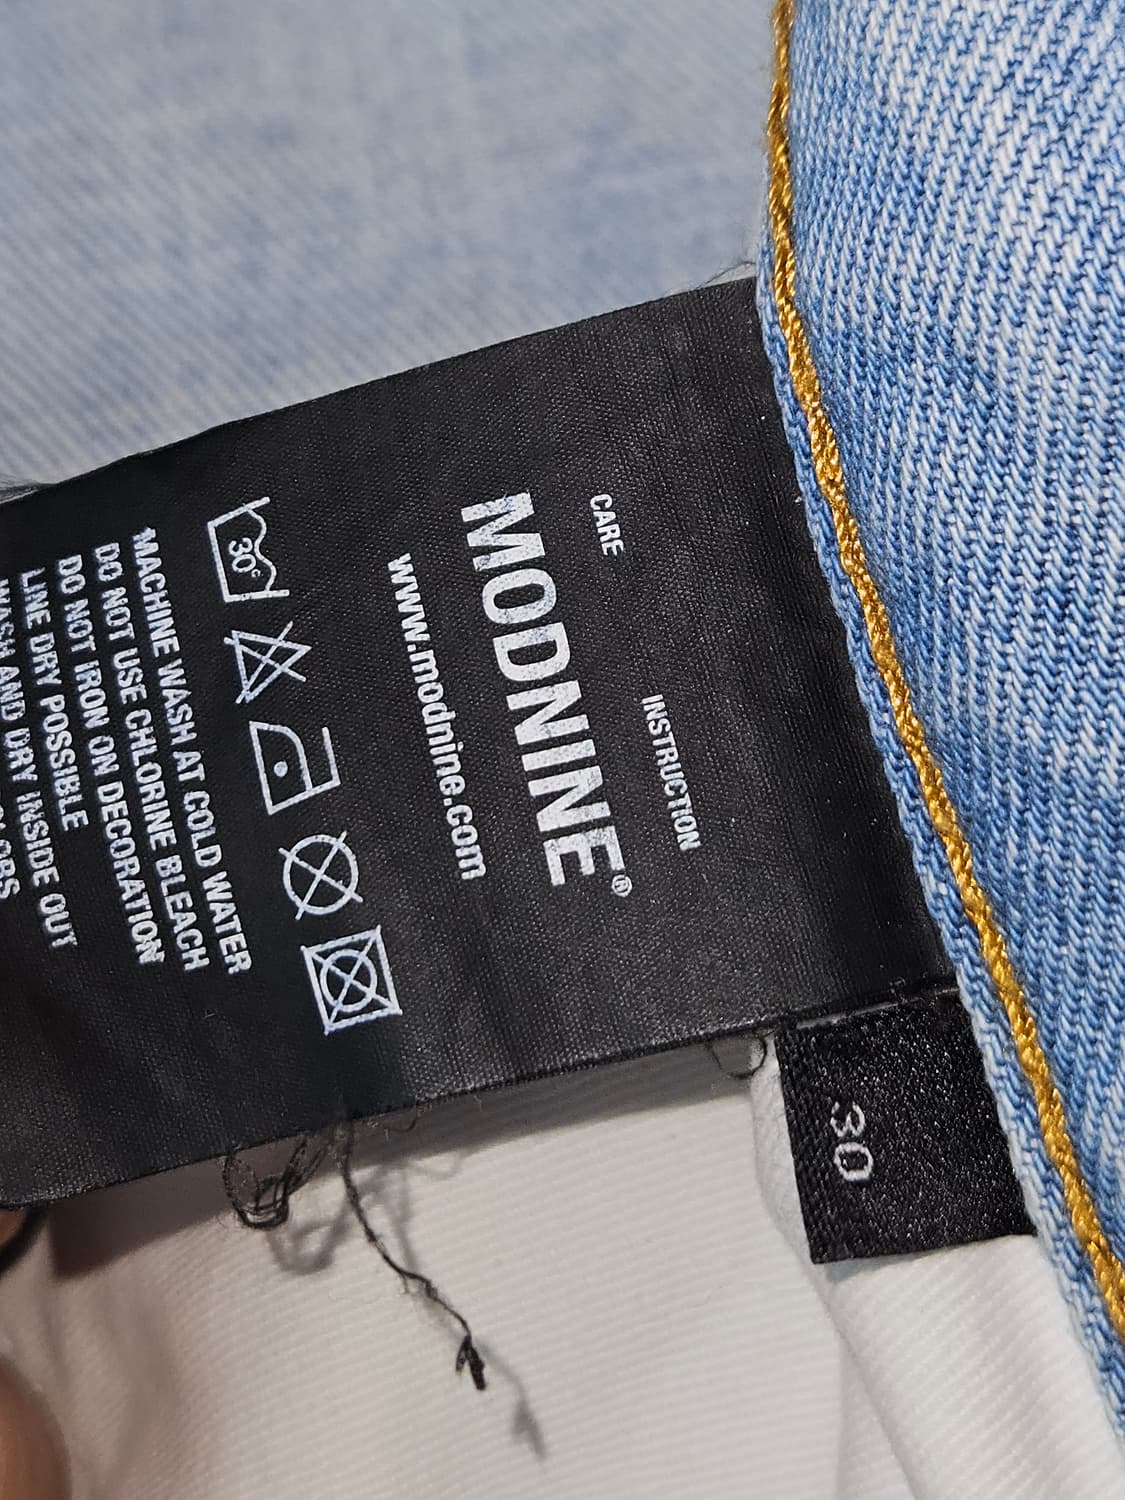 CARE INSTRUCTION
MODNINE®
www.modnine.com
30°
MACHINE WASH AT COLD WATER
DO NOT USE CHLORINE BLEACH
DO NOT IRON ON DECORATION
LINE DRY POSSIBLE
WASH AND DRY INSIDE OUT
30